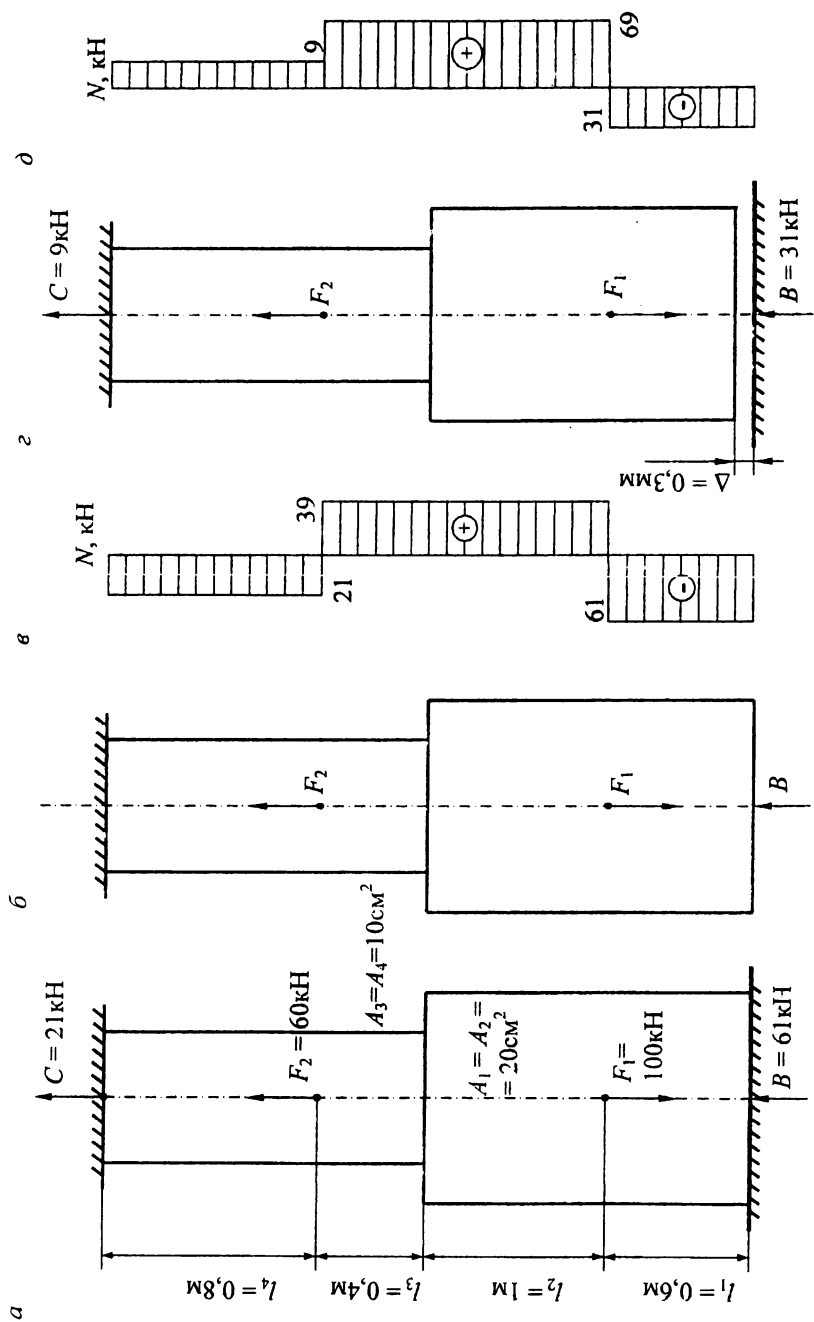 а
C = 21кН
F₂ = 60кН
A₃=A₄=10см²
A₁ = A₂ =
= 20см²
F₁=
100кН
B = 61кН
l₄ = 0,8м
l₃ = 0,4м
l₂ = 1м
l₁ = 0,6м
б
F₂
F₁
B
в
N, кН
21
39
61
г
C = 9кН
F₂
F₁
Δ = 0,3мм
B = 31кН
д
N, кН
9
+
69
31
-
+
-